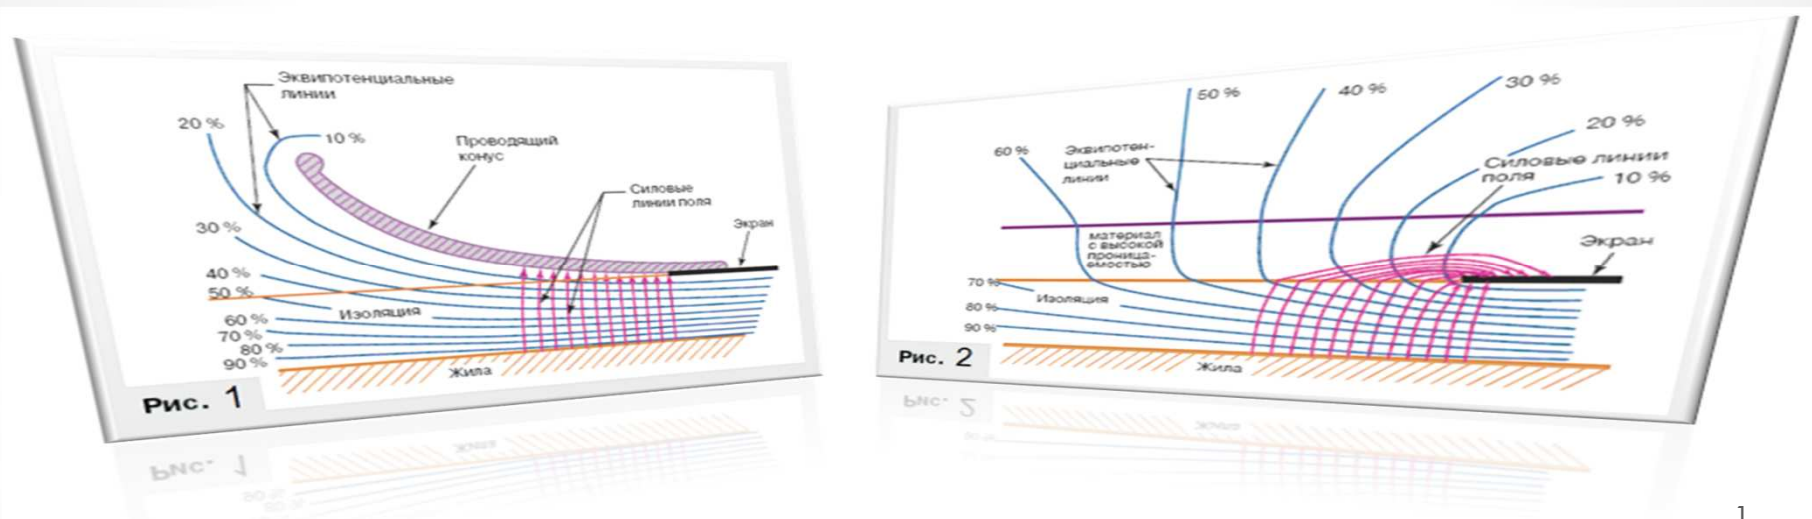 Эквипотенциальные
линии
20 %
10 %
Проводящий
конус
Силовые
линии поля
Экран
30 %
40 %
50 %
Изоляция
60 %
70 %
80 %
90 %
Жила
Рис. 1
50 %
40 %
30 %
20 %
60 %
Эквипотен-
циальные
линии
Силовые линии
поля
10 %
материал
с высокой
проница-
емостью
Экран
70 %
Изоляция
80 %
90 %
Жила
Рис. 2
1